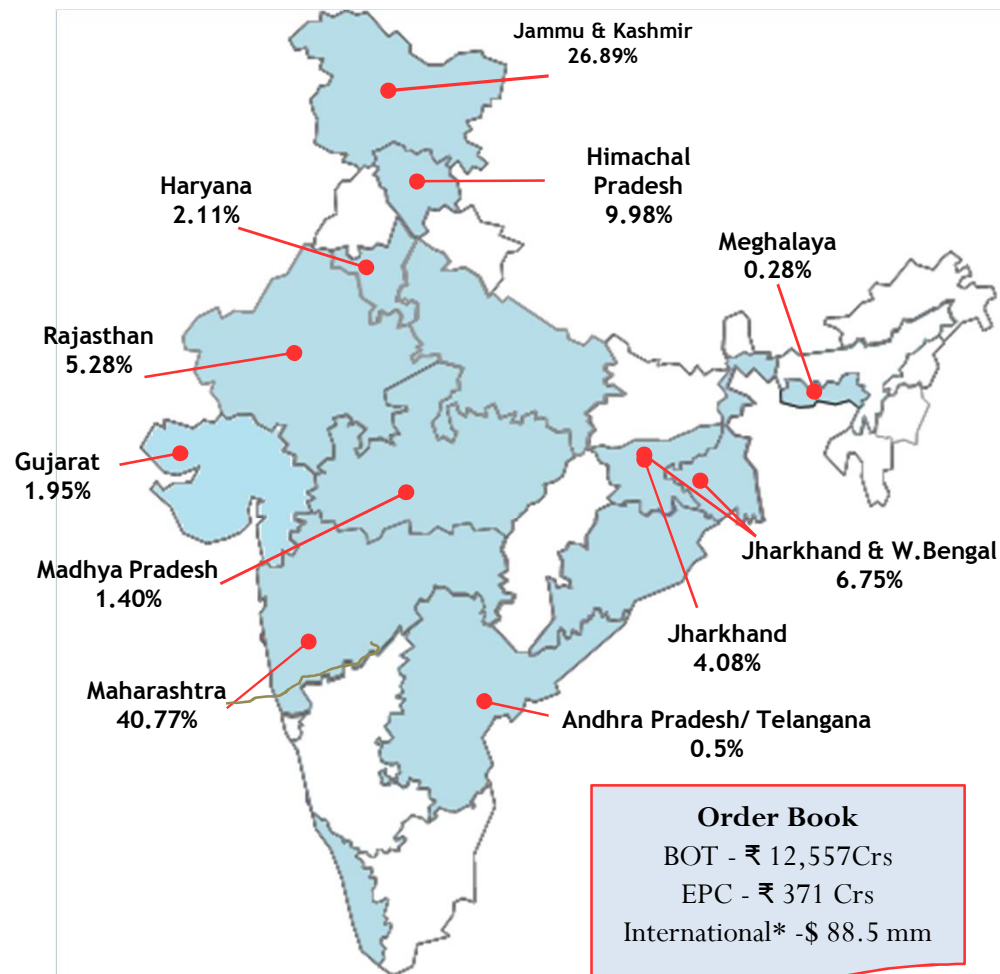 Jammu & Kashmir
26.89%
Himachal
Pradesh
9.98%
Haryana
2.11%
Meghalaya
0.28%
Rajasthan
5.28%
Gujarat
1.95%
Madhya Pradesh
1.40%
Jharkhand & W.Bengal
6.75%
Jharkhand
4.08%
Maharashtra
40.77%
Andhra Pradesh/ Telangana
0.5%
Order Book
BOT - ₹ 12,557Crs
EPC - ₹ 371 Crs
International* -$ 88.5 mm